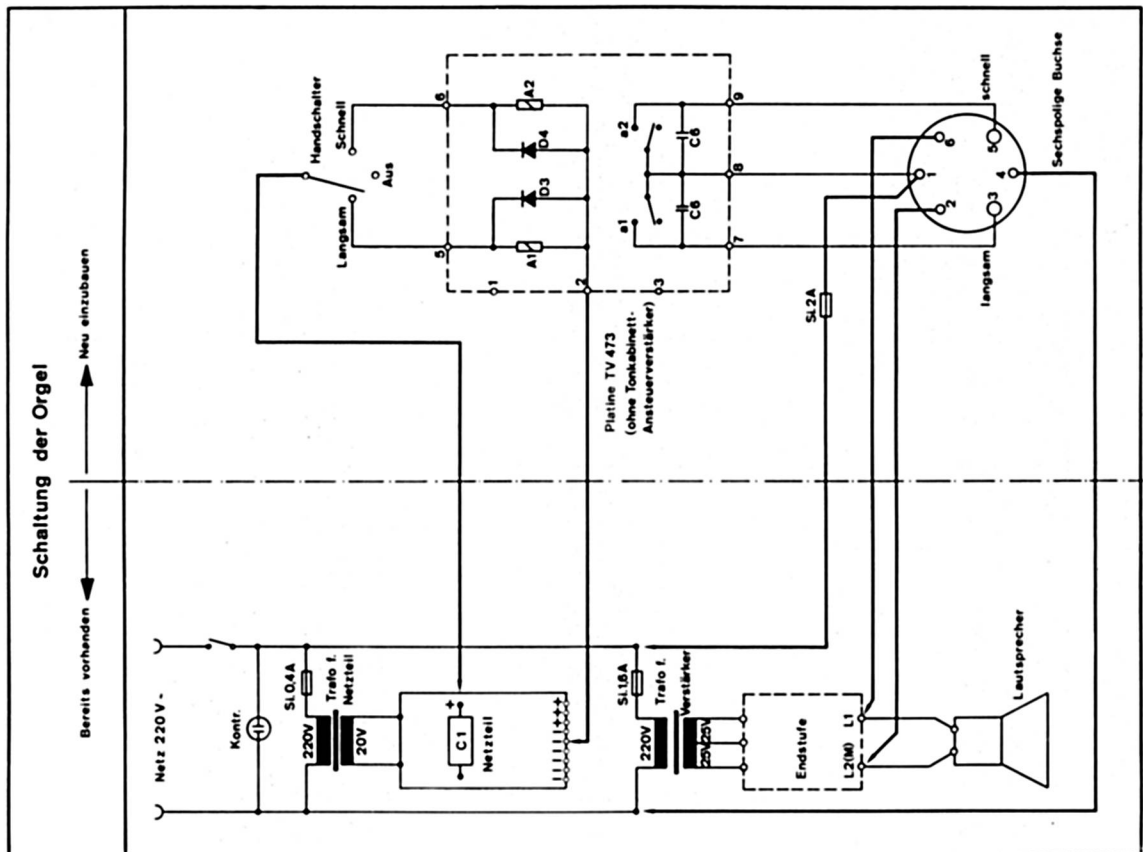 Schaltung der Orgel
Bereits vorhanden
Neu einzubauen
Netz 220V~
Kontr.
Si.0,4A
220V
Trafo f.
Netzteil
20V
+
C1
Netzteil
+++
Si.1,6A
220V
Trafo f.
Verstärker
25V 25V
Endstufe
L2(M)
L1
Lautsprecher
Handschalter
Langsam
Schnell
Aus
5
6
A1
D3
D4
A2
1
2
3
Platine TV 473
(ohne Tonkabinett-
Ansteuerverstärker)
a1
a2
C6
C6
7
8
9
Si.2A
langsam
schnell
1
2
3
4
5
6
Sechspolige Buchse